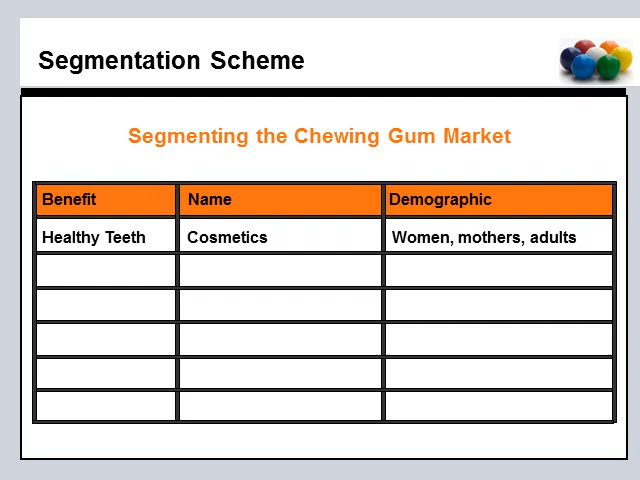 Segmentation Scheme
Segmenting the Chewing Gum Market
Benefit Name Demographic
Healthy Teeth Cosmetics Women, mothers, adults